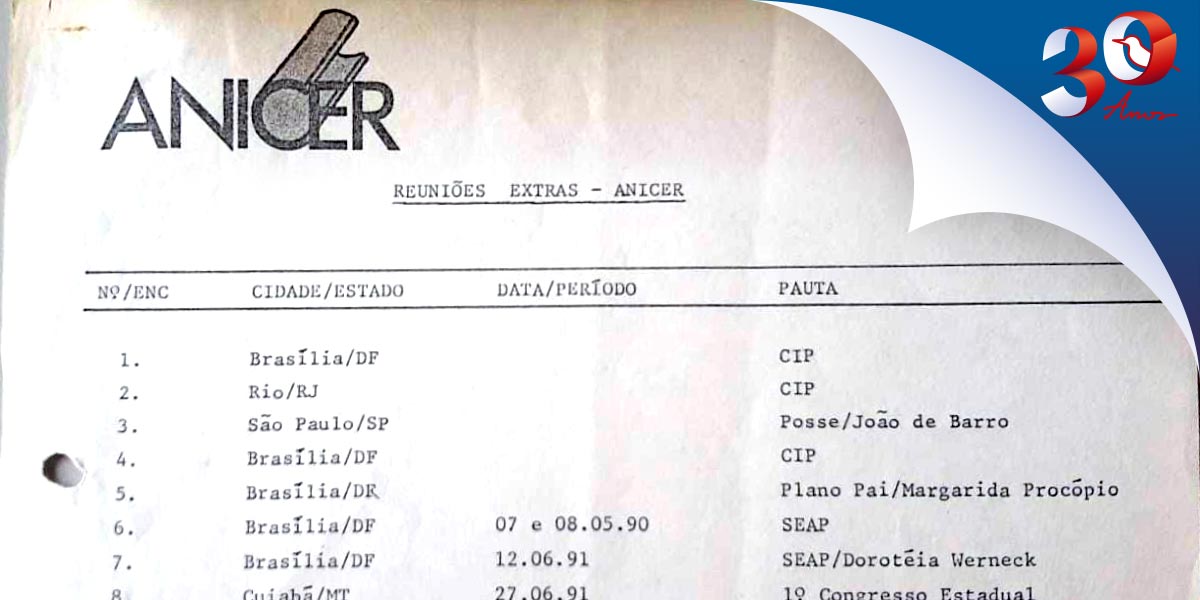 30
Anos
ANICER
REUNIÕES EXTRAS - ANICER
Nº/ENC CIDADE/ESTADO DATA/PERÍODO PAUTA
1. Brasília/DF CIP
2. Rio/RJ CIP
3. São Paulo/SP Posse/João de Barro
4. Brasília/DF CIP
5. Brasília/DR Plano Pai/Margarida Procópio
6. Brasília/DF 07 e 08.05.90 SEAP
7. Brasília/DF 12.06.91 SEAP/Dorotéia Werneck
8. Cuiabá/MT 27.06.91 1º Congresso Estadual